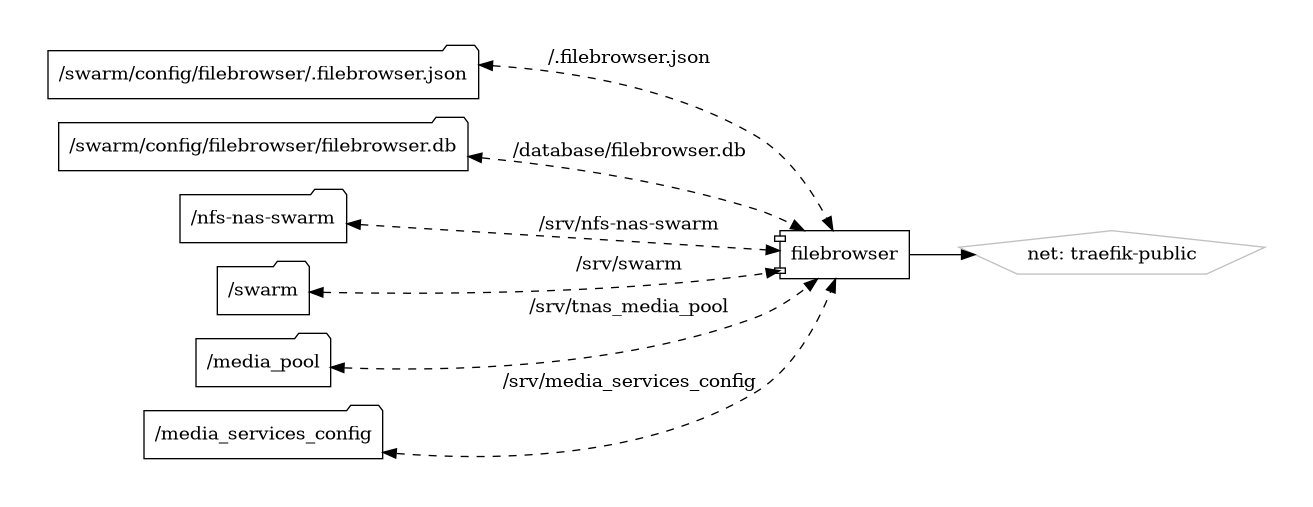 /swarm/config/filebrowser/.filebrowser.json
/.filebrowser.json
/swarm/config/filebrowser/filebrowser.db
/database/filebrowser.db
/nfs-nas-swarm
/srv/nfs-nas-swarm
filebrowser
net: traefik-public
/swarm
/srv/swarm
/srv/tnas_media_pool
/media_pool
/srv/media_services_config
/media_services_config